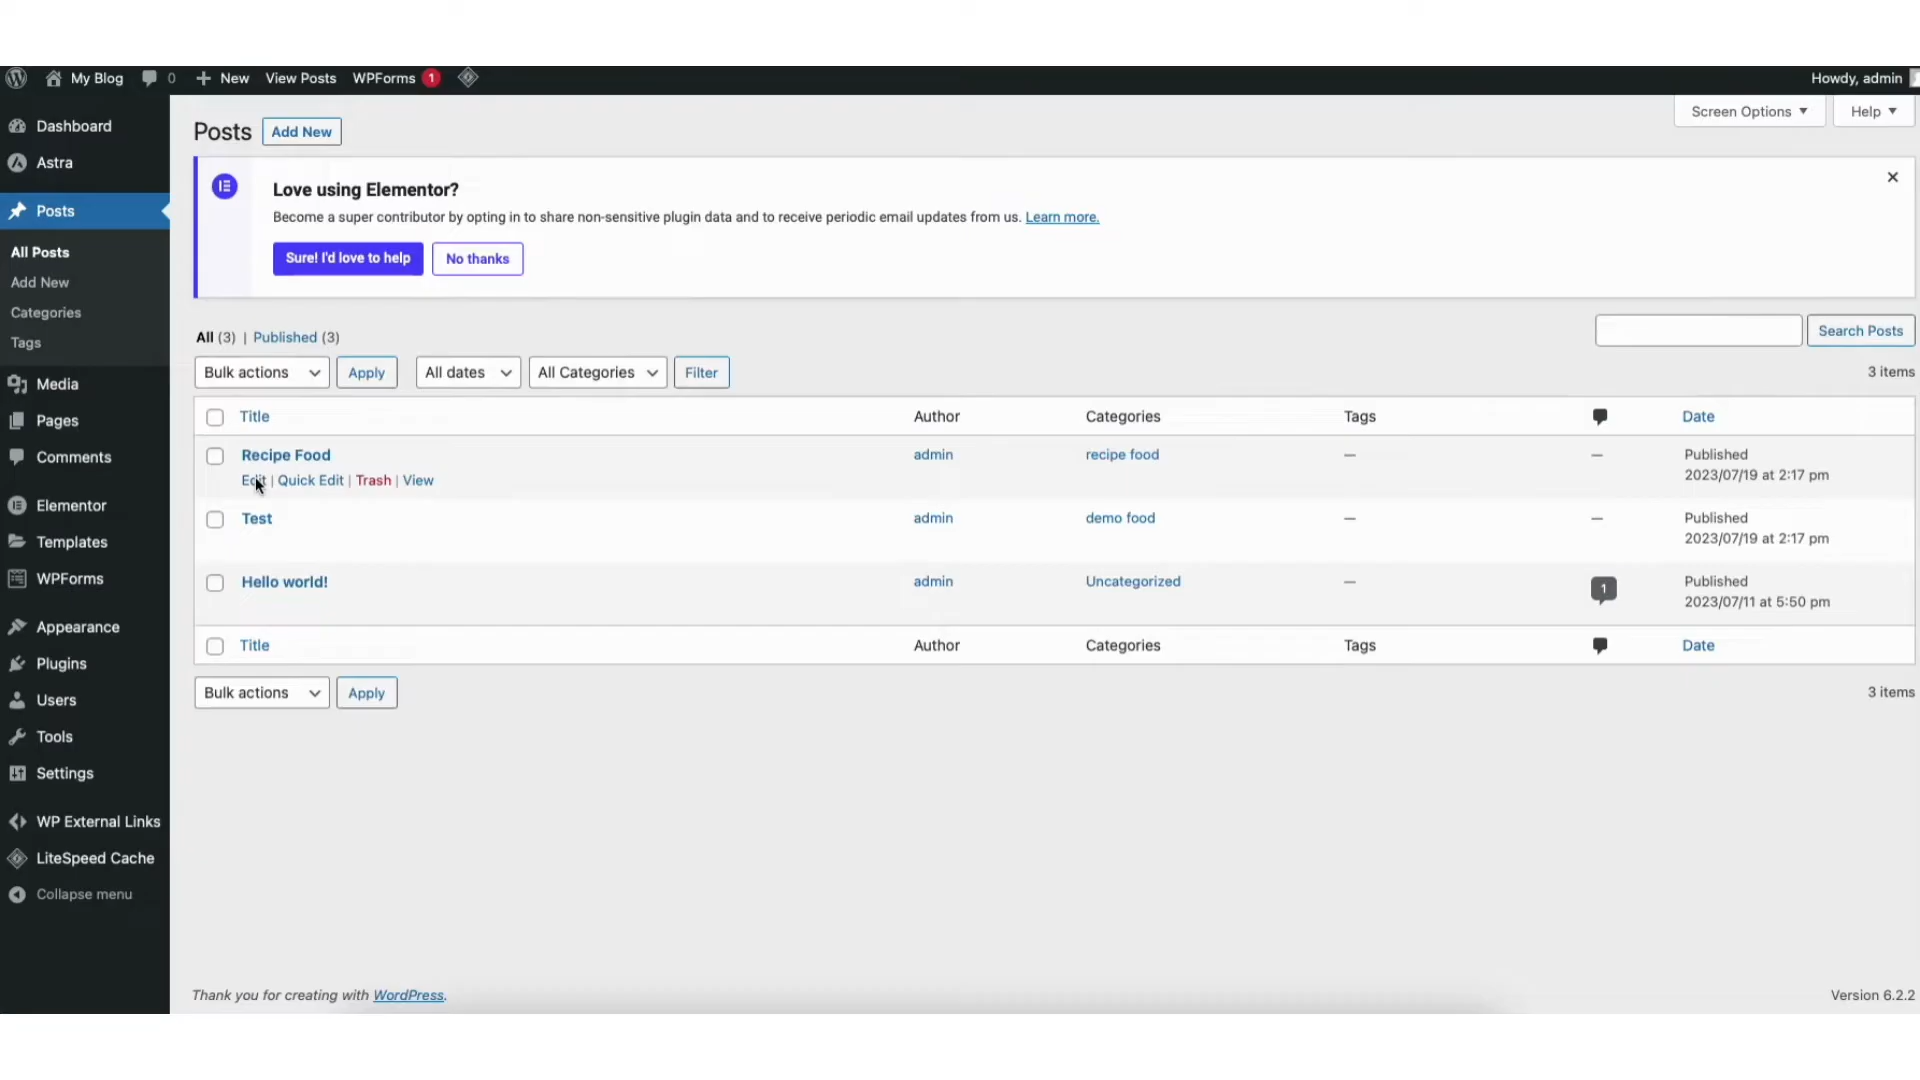 My Blog 0 New View Posts WPForms 1 Howdy, admin
Dashboard
Astra
Posts
All Posts
Add New
Categories
Tags
Media
Pages
Comments
Elementor
Templates
WPForms
Appearance
Plugins
Users
Tools
Settings
WP External Links
LiteSpeed Cache
Collapse menu
Screen Options Help
Posts Add New
Love using Elementor?
Become a super contributor by opting in to share non-sensitive plugin data and to receive periodic email updates from us. Learn more.
Sure! I'd love to help No thanks
All (3) | Published (3)
Search Posts
Bulk actions Apply All dates All Categories Filter 3 items
Title Author Categories Tags Date
Recipe Food admin recipe food — — Published
2023/07/19 at 2:17 pm
Edit | Quick Edit | Trash | View
Test admin demo food — — Published
2023/07/19 at 2:17 pm
Hello world! admin Uncategorized — 1 Published
2023/07/11 at 5:50 pm
Title Author Categories Tags Date
Bulk actions Apply 3 items
Thank you for creating with WordPress. Version 6.2.2